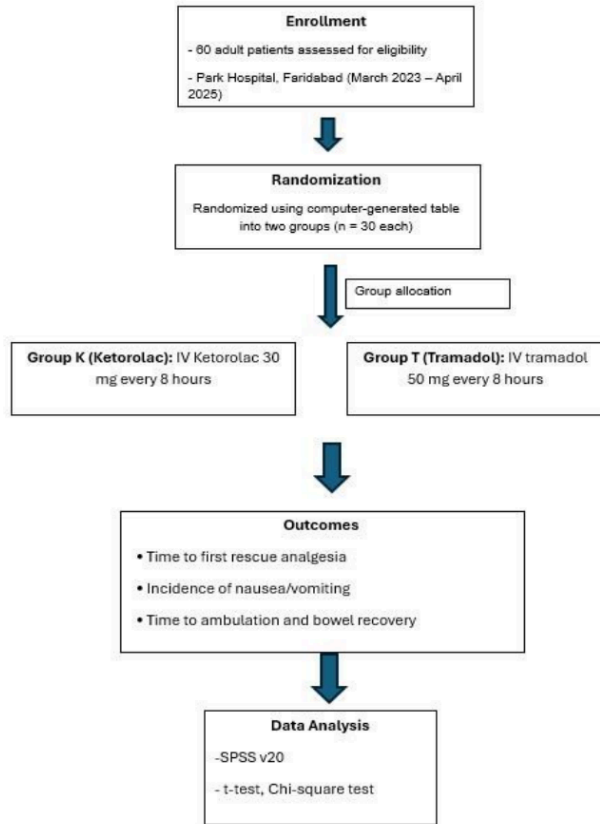 Enrollment
- 60 adult patients assessed for eligibility
- Park Hospital, Faridabad (March 2023 – April
2025)
Randomization
Randomized using computer-generated table
into two groups (n = 30 each)
Group allocation
Group K (Ketorolac): IV Ketorolac 30
mg every 8 hours
Group T (Tramadol): IV tramadol
50 mg every 8 hours
Outcomes
• Time to first rescue analgesia
• Incidence of nausea/vomiting
• Time to ambulation and bowel recovery
Data Analysis
-SPSS v20
- t-test, Chi-square test